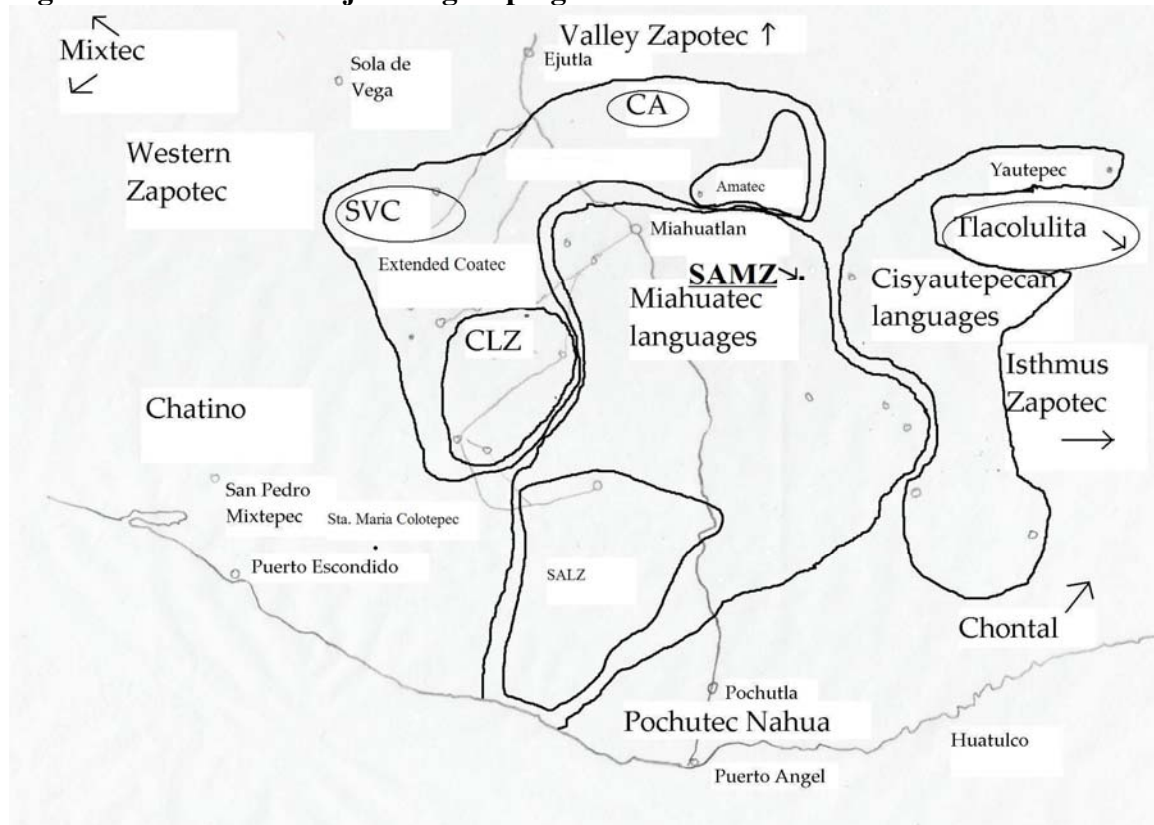 Mixtec
Valley Zapotec ↑
Ejutla
Sola de
Vega
CA
Western
Zapotec
Yautepec
Amatec
SVC
Tlacolulita
Miahuatlan
Extended Coatec
SAMZ
Miahuatec
languages
Cisyautepecan
languages
CLZ
Isthmus
Zapotec
Chatino
San Pedro
Mixtepec
Sta. Maria Colotepec
Puerto Escondido
SALZ
Chontal
Pochutla
Pochutec Nahua
Huatulco
Puerto Angel